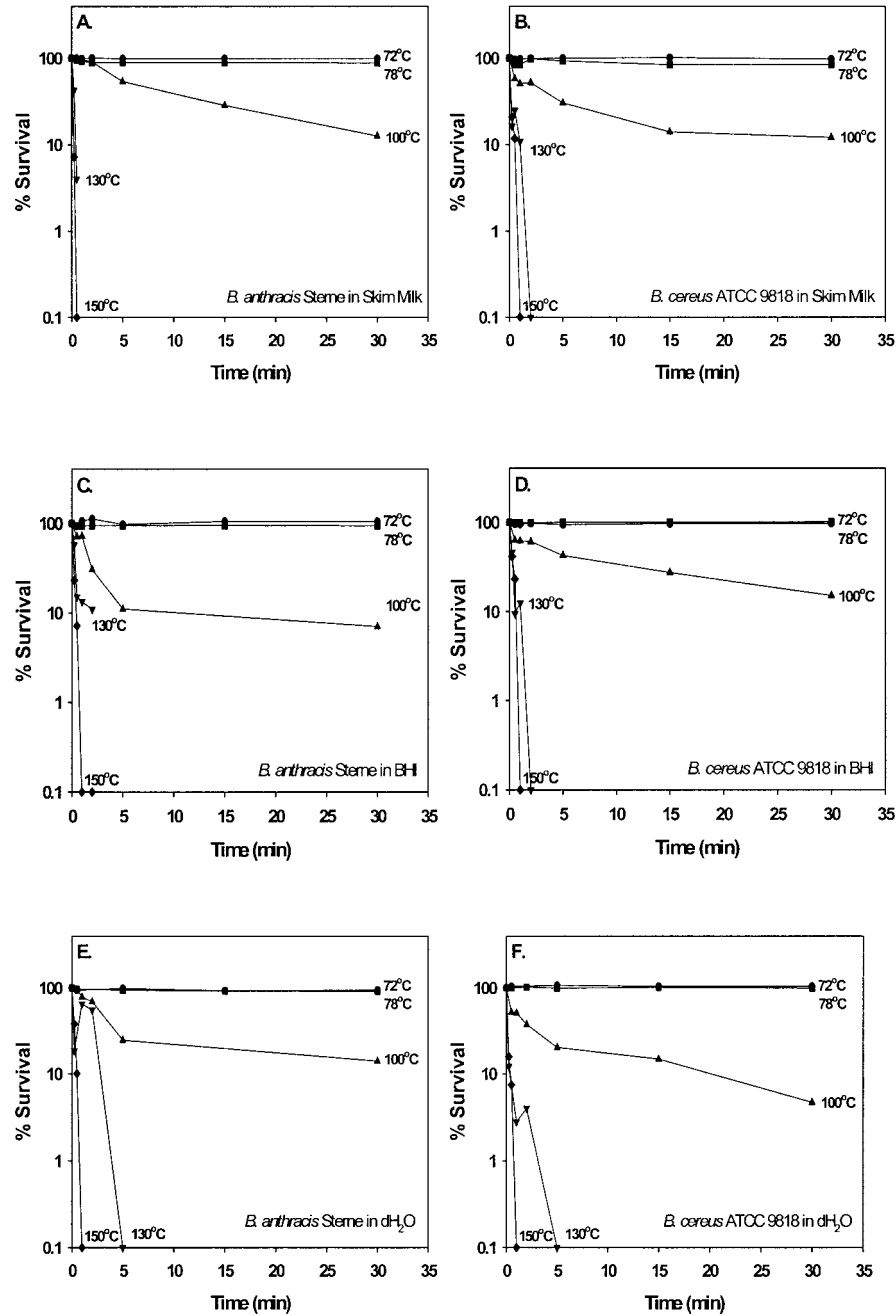 A.
100
10
1
0.1
% Survival
72°C
78°C
100°C
130°C
150°C
B. anthracis Sterne in Skim Milk
0 5 10 15 20 25 30 35
Time (min)
B.
100
10
1
0.1
% Survival
72°C
78°C
100°C
130°C
150°C
B. cereus ATCC 9818 in Skim Milk
0 5 10 15 20 25 30 35
Time (min)
C.
100
10
1
0.1
% Survival
72°C
78°C
100°C
130°C
150°C
B. anthracis Sterne in BHI
0 5 10 15 20 25 30 35
Time (min)
D.
100
10
1
0.1
% Survival
72°C
78°C
100°C
130°C
150°C
B. cereus ATCC 9818 in BHI
0 5 10 15 20 25 30 35
Time (min)
E.
100
10
1
0.1
% Survival
72°C
78°C
100°C
150°C
130°C
B. anthracis Sterne in dH₂O
0 5 10 15 20 25 30 35
Time (min)
F.
100
10
1
0.1
% Survival
72°C
78°C
100°C
150°C
130°C
B. cereus ATCC 9818 in dH₂O
0 5 10 15 20 25 30 35
Time (min)